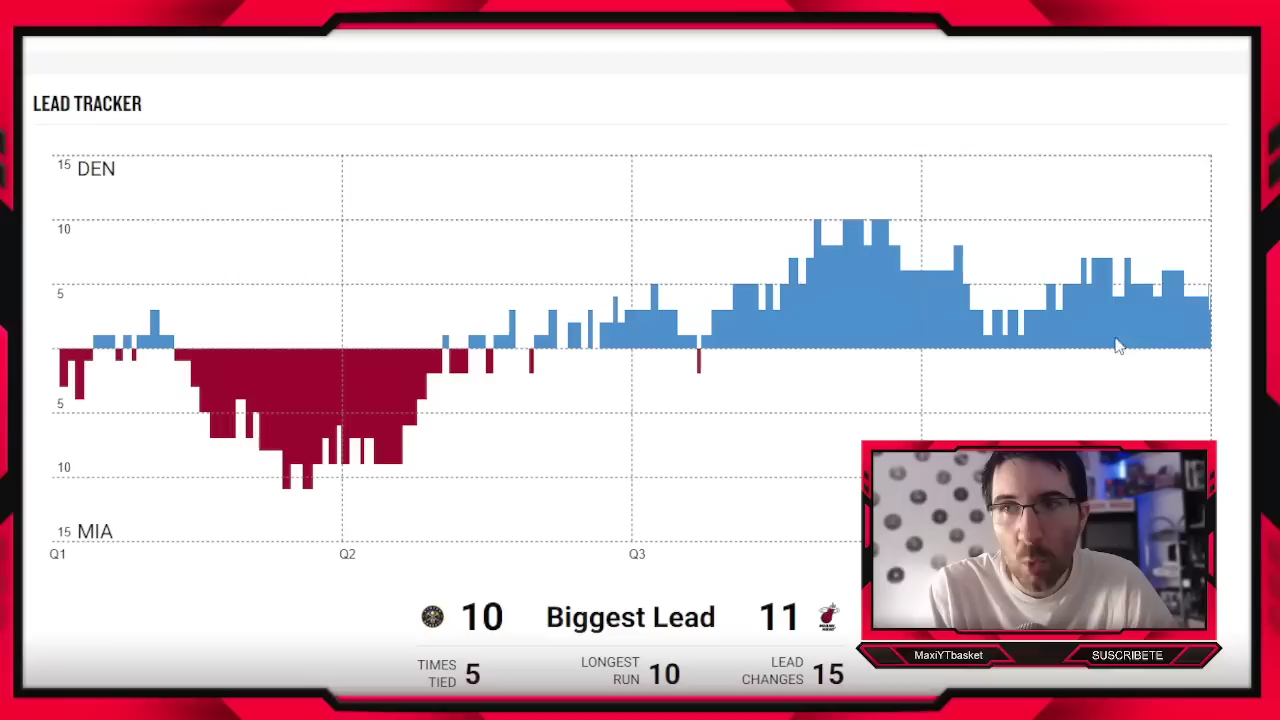 LEAD TRACKER
15 DEN
10
5
5
10
15 MIA
Q1 Q2 Q3
10 Biggest Lead 11
TIMES TIED 5 LONGEST RUN 10 LEAD CHANGES 15
MaxiYTbasket SUSCRIBETE